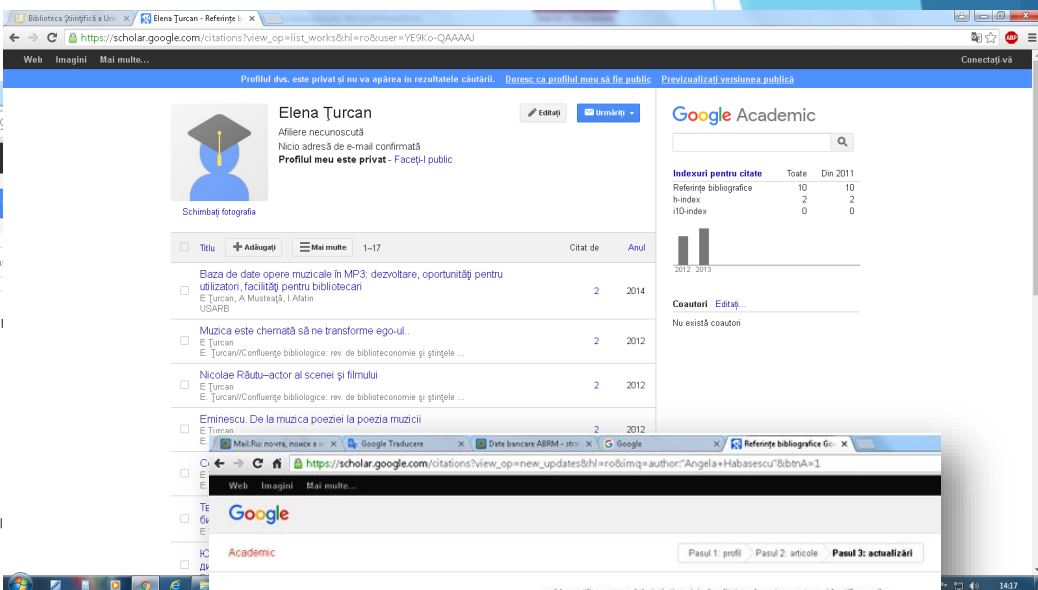 Biblioteca Științifică a Uni
Elena Țurcan - Referințe b
https://scholar.google.com/citations?view_op=list_works&hl=ro&user=YE9Ko-QAAAAJ
ABP
Web Imagini Mai multe... Conectați-vă
Profilul dvs. este privat și nu va apărea în rezultatele căutării. Doresc ca profilul meu să fie public Previzualizați versiunea publică
Elena Țurcan
Editați
Urmăriți
Afiliere necunoscută
Nicio adresă de e-mail confirmată
Profilul meu este privat - Faceți-l public
Schimbați fotografia
Google Academic
Indexuri pentru citate Toate Din 2011
Referințe bibliografice 10 10
h-index 2 2
i10-index 0 0
2012 2013
Coautori Editați...
Nu există coautori
Titlu Adăugați Mai multe 1–17 Citat de Anul
Baza de date opere muzicale în MP3: dezvoltare, oportunități pentru
utilizatori, facilități pentru bibliotecari 2 2014
E Țurcan, A Musteață, I Afatin
USARB
Muzica este chemată să ne transforme ego-ul.. 2 2012
E Țurcan
E. Țurcan//Confluențe bibliologice: rev. de biblioteconomie și științele ...
Nicolae Răutu–actor al scenei și filmului 2 2012
E Țurcan
E. Țurcan//Confluențe bibliologice: rev. de biblioteconomie și științele ...
Eminescu. De la muzica poeziei la poezia muzicii 2 2012
E Țurcan
Mail.Ru: почта, поиск в и
Google Traducere
Date bancare ABRM -
Google
Referințe bibliografice Go
https://scholar.google.com/citations?view_op=new_updates&hl=ro&imq=author:"Angela+Habasescu"&btnA=1
Web Imagini Mai multe...
Google
Academic
Pasul 1: profil Pasul 2: articole Pasul 3: actualizări
14:17